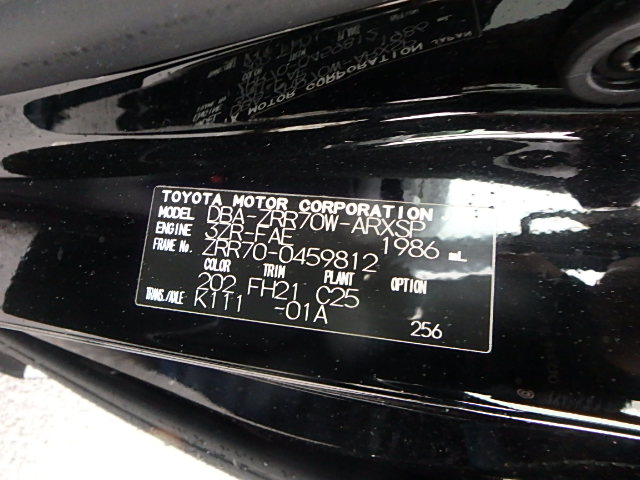 TOYOTA MOTOR CORPORATION
MODEL DBA-ZRR70W-ARXSP
ENGINE 3ZR-FAE 1986 mL
FRAME No. ZRR70-0459812
COLOR TRIM PLANT OPTION
202 FH21 C25
TRANS./AXLE K111 -01A
256